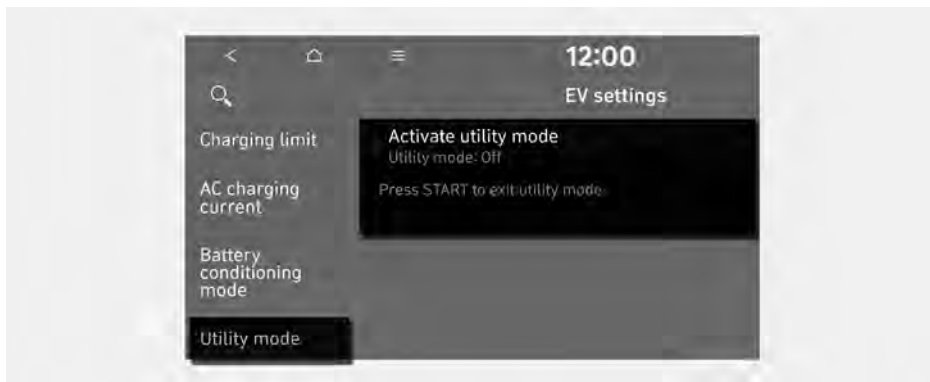 12:00
EV settings
Charging limit
AC charging
current
Battery
conditioning
mode
Utility mode
Activate utility mode
Utility mode: Off
Press START to exit utility mode.